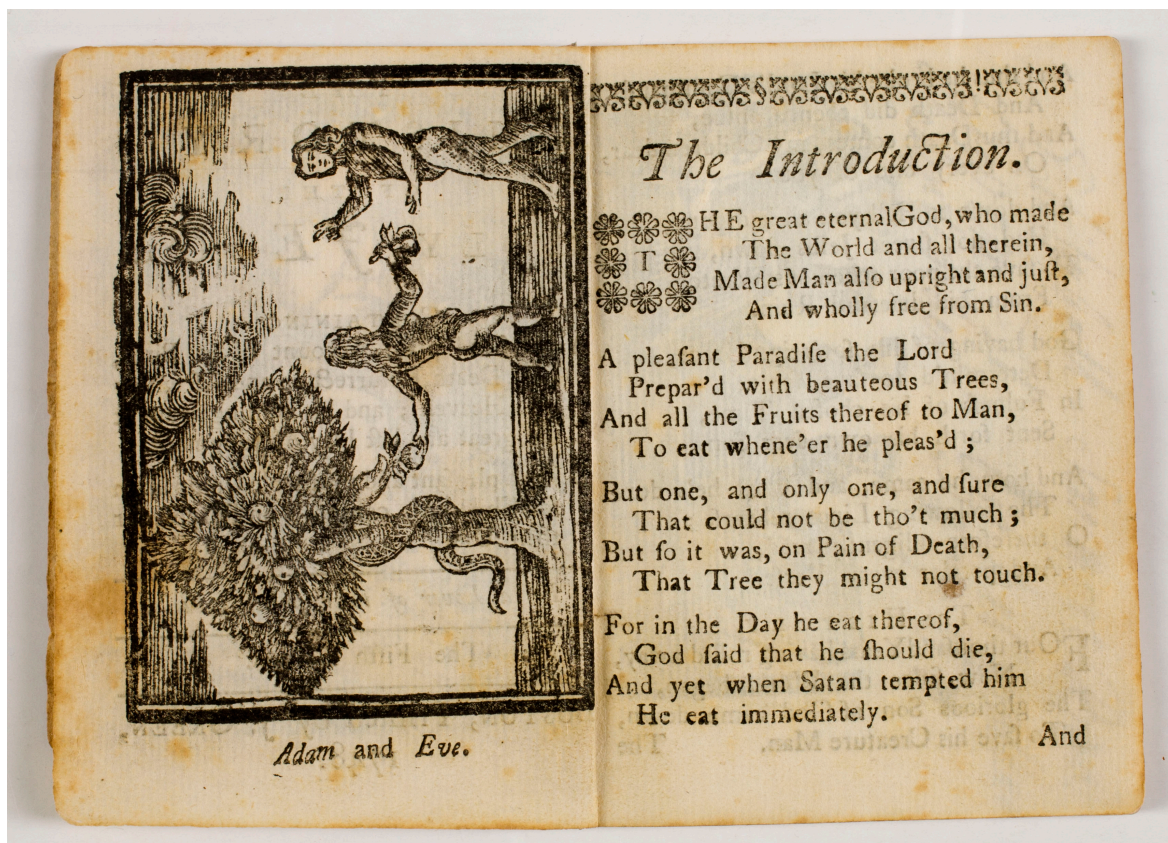 Adam and Eve.
The Introduction.
THE great eternal God, who made
The World and all therein,
Made Man alſo upright and juſt,
And wholly free from Sin.
A pleaſant Paradiſe the Lord
Prepar'd with beauteous Trees,
And all the Fruits thereof to Man,
To eat whene'er he pleas'd ;
But one, and only one, and ſure
That could not be tho't much ;
But ſo it was, on Pain of Death,
That Tree they might not touch.
For in the Day he eat thereof,
God ſaid that he ſhould die,
And yet when Satan tempted him
He eat immediately.
And